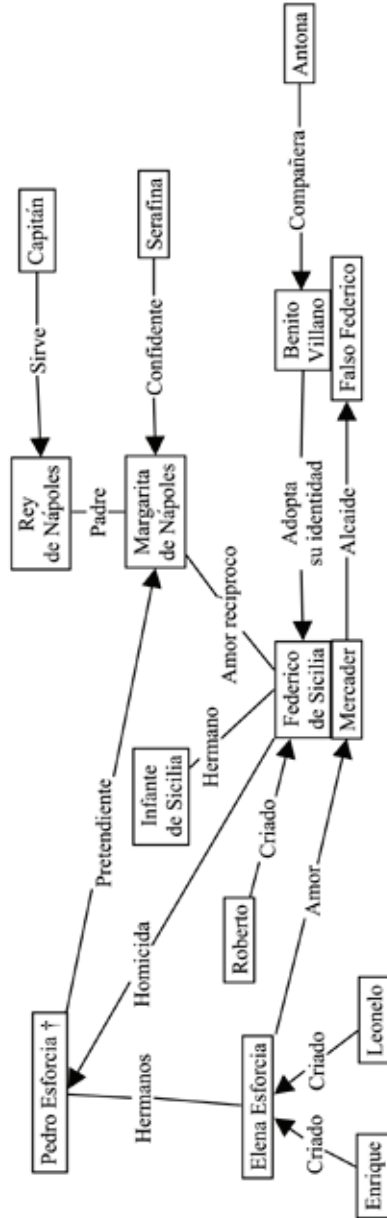 Pedro Esforcia †
Pretendiente
Rey
de Nápoles
Sirve
Capitán
Padre
Margarita
de Nápoles
Confidente
Serafina
Hermanos
Homicida
Infante
de Sicilia
Hermano
Amor reciproco
Roberto
Criado
Elena Esforcia
Amor
Federico
de Sicilia
Mercader
Adopta
su identidad
Alcaide
Benito
Villano
Falso Federico
Compañera
Antona
Criado
Criado
Enrique
Leonelo